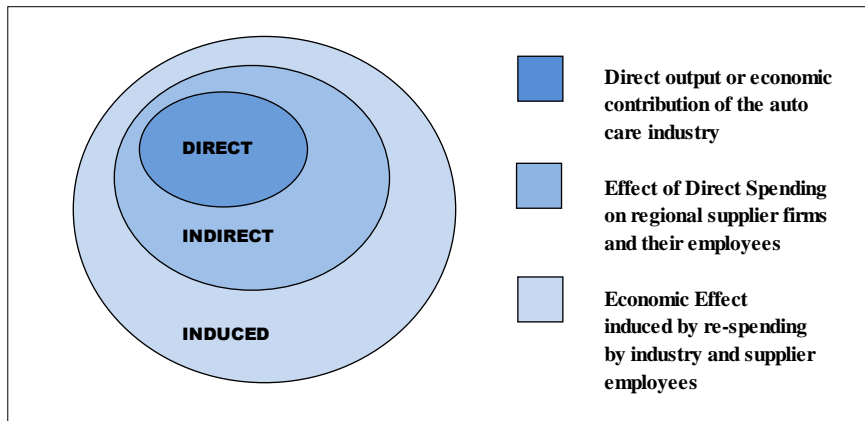 DIRECT
INDIRECT
INDUCED
Direct output or economic
contribution of the auto
care industry
Effect of Direct Spending
on regional supplier firms
and their employees
Economic Effect
induced by re-spending
by industry and supplier
employees